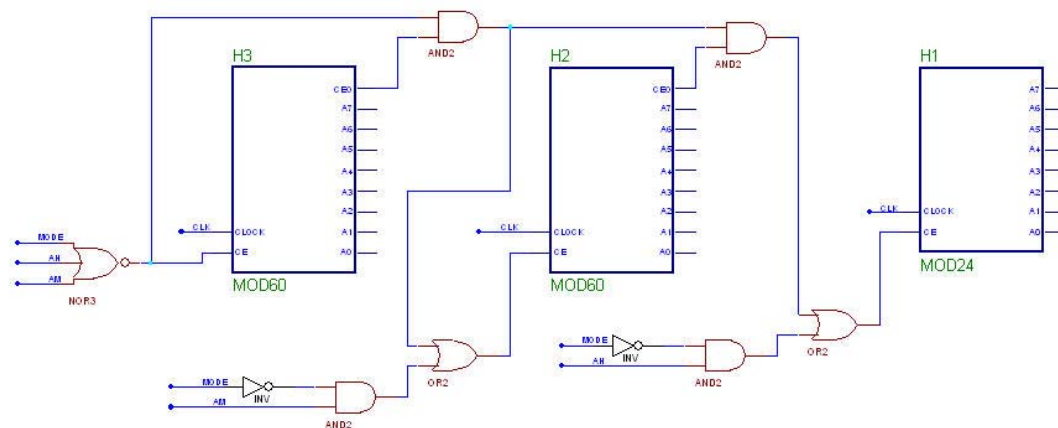 AND2
AND2
H3
H2
H1
CEO
A7
A6
A5
A4
A3
A2
A1
A0
CLK
CLOCK
CE
MOD60
CEO
A7
A6
A5
A4
A3
A2
A1
A0
CLK
CLOCK
CE
MOD60
A7
A6
A5
A4
A3
A2
A1
A0
CLK
CLOCK
CE
MOD24
MODE
AH
AM
NOR3
MODE
INV
AH
AND2
OR2
MODE
INV
AM
AND2
OR2